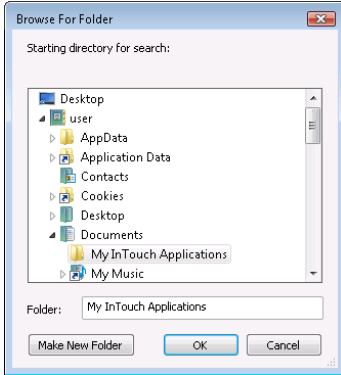 Browse For Folder
Starting directory for search:
Desktop
user
AppData
Application Data
Contacts
Cookies
Desktop
Documents
My InTouch Applications
My Music
Folder: My InTouch Applications
Make New Folder OK Cancel